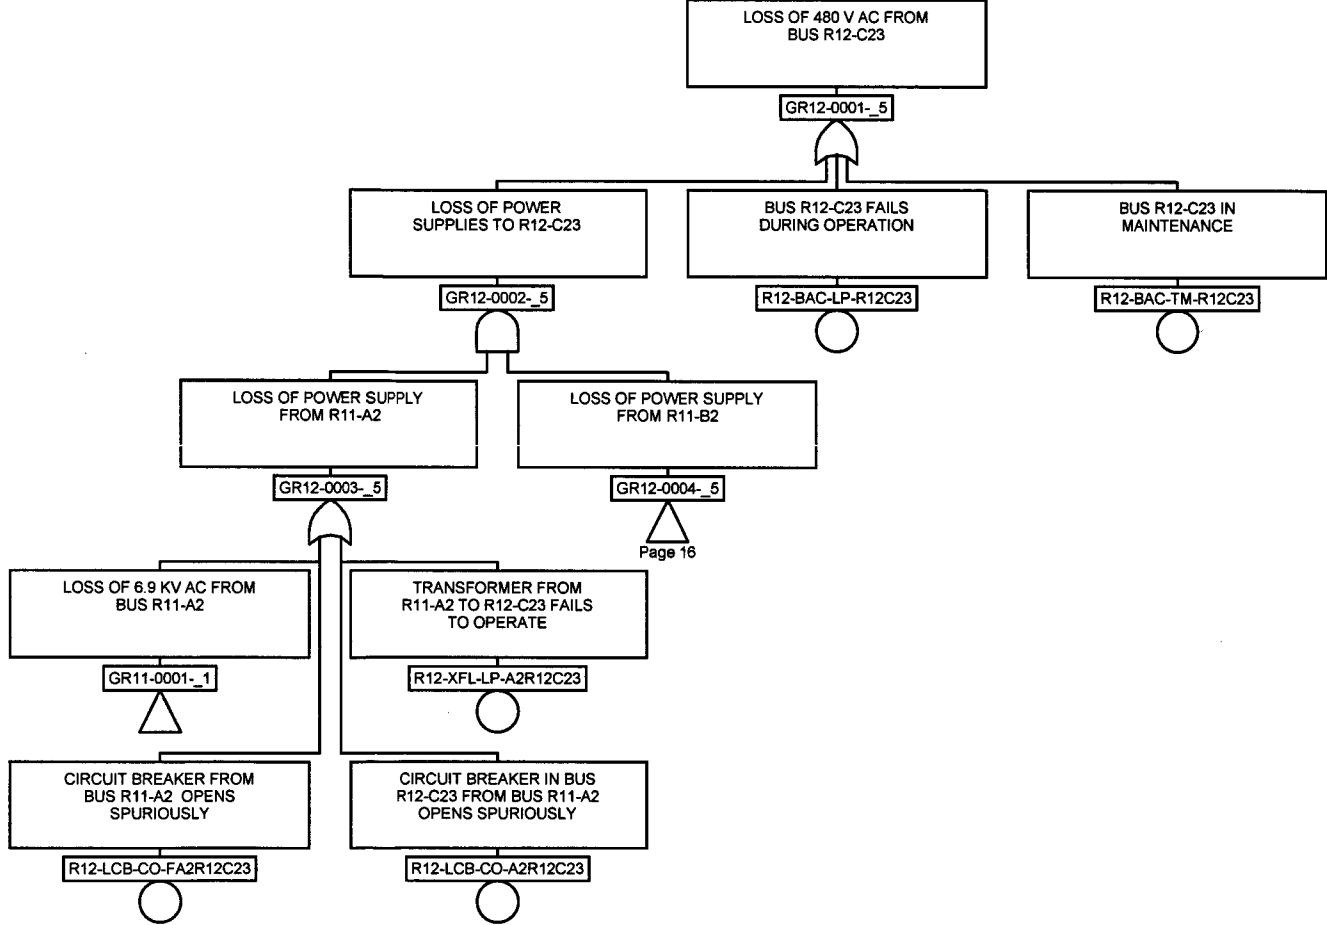 LOSS OF 480 V AC FROM
BUS R12-C23
GR12-0001-_5
LOSS OF POWER
SUPPLIES TO R12-C23
GR12-0002-_5
BUS R12-C23 FAILS
DURING OPERATION
R12-BAC-LP-R12C23
BUS R12-C23 IN
MAINTENANCE
R12-BAC-TM-R12C23
LOSS OF POWER SUPPLY
FROM R11-A2
GR12-0003-_5
LOSS OF POWER SUPPLY
FROM R11-B2
GR12-0004-_5
Page 16
LOSS OF 6.9 KV AC FROM
BUS R11-A2
GR11-0001-_1
TRANSFORMER FROM
R11-A2 TO R12-C23 FAILS
TO OPERATE
R12-XFL-LP-A2R12C23
CIRCUIT BREAKER FROM
BUS R11-A2 OPENS
SPURIOUSLY
R12-LCB-CO-FA2R12C23
CIRCUIT BREAKER IN BUS
R12-C23 FROM BUS R11-A2
OPENS SPURIOUSLY
R12-LCB-CO-A2R12C23